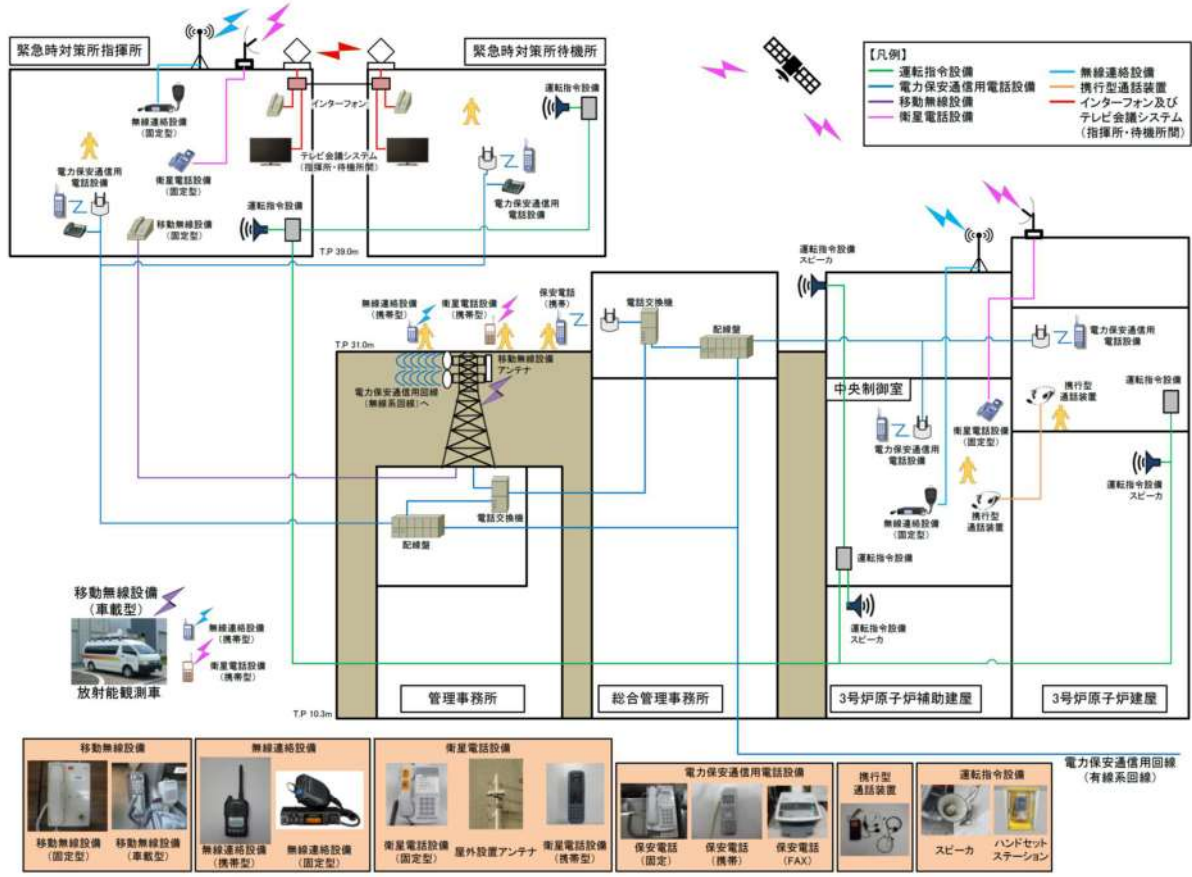 緊急時対策所指揮所
緊急時対策所待機所
【凡例】
運転指令設備
電力保安通信用電話設備
移動無線設備
衛星電話設備
無線連絡設備
携行型通話装置
インターフォン及び
テレビ会議システム
(指揮所・待機所間)
無線連絡設備
(固定型)
インターフォン
運転指令設備
電力保安通信用
電話設備
衛星電話設備
(固定型)
テレビ会議システム
(指揮所・待機所間)
移動無線設備
(固定型)
運転指令設備
電力保安通信用
電話設備
T.P 39.0m
無線連絡設備
(携帯型)
衛星電話設備
(携帯型)
保安電話
(携帯)
T.P 31.0m
移動無線設備
アンテナ
電力保安通信用回線
(無線系回線)へ
電話交換機
配線盤
電話交換機
配線盤
運転指令設備
スピーカ
電力保安通信用
電話設備
中央制御室
携行型
通話装置
運転指令設備
衛星電話設備
(固定型)
電力保安通信用
電話設備
無線連絡設備
(固定型)
携行型
通話装置
運転指令設備
スピーカ
運転指令設備
運転指令設備
スピーカ
移動無線設備
(車載型)
無線連絡設備
(携帯型)
衛星電話設備
(携帯型)
放射能観測車
T.P 10.3m
管理事務所
総合管理事務所
3号炉原子炉補助建屋
3号炉原子炉建屋
電力保安通信用回線
(有線系回線)
移動無線設備
移動無線設備
(固定型)
移動無線設備
(車載型)
無線連絡設備
無線連絡設備
(携帯型)
無線連絡設備
(固定型)
衛星電話設備
衛星電話設備
(固定型)
屋外設置アンテナ
衛星電話設備
(携帯型)
電力保安通信用電話設備
保安電話
(固定)
保安電話
(携帯)
保安電話
(FAX)
携行型
通話装置
運転指令設備
スピーカ
ハンドセット
ステーション